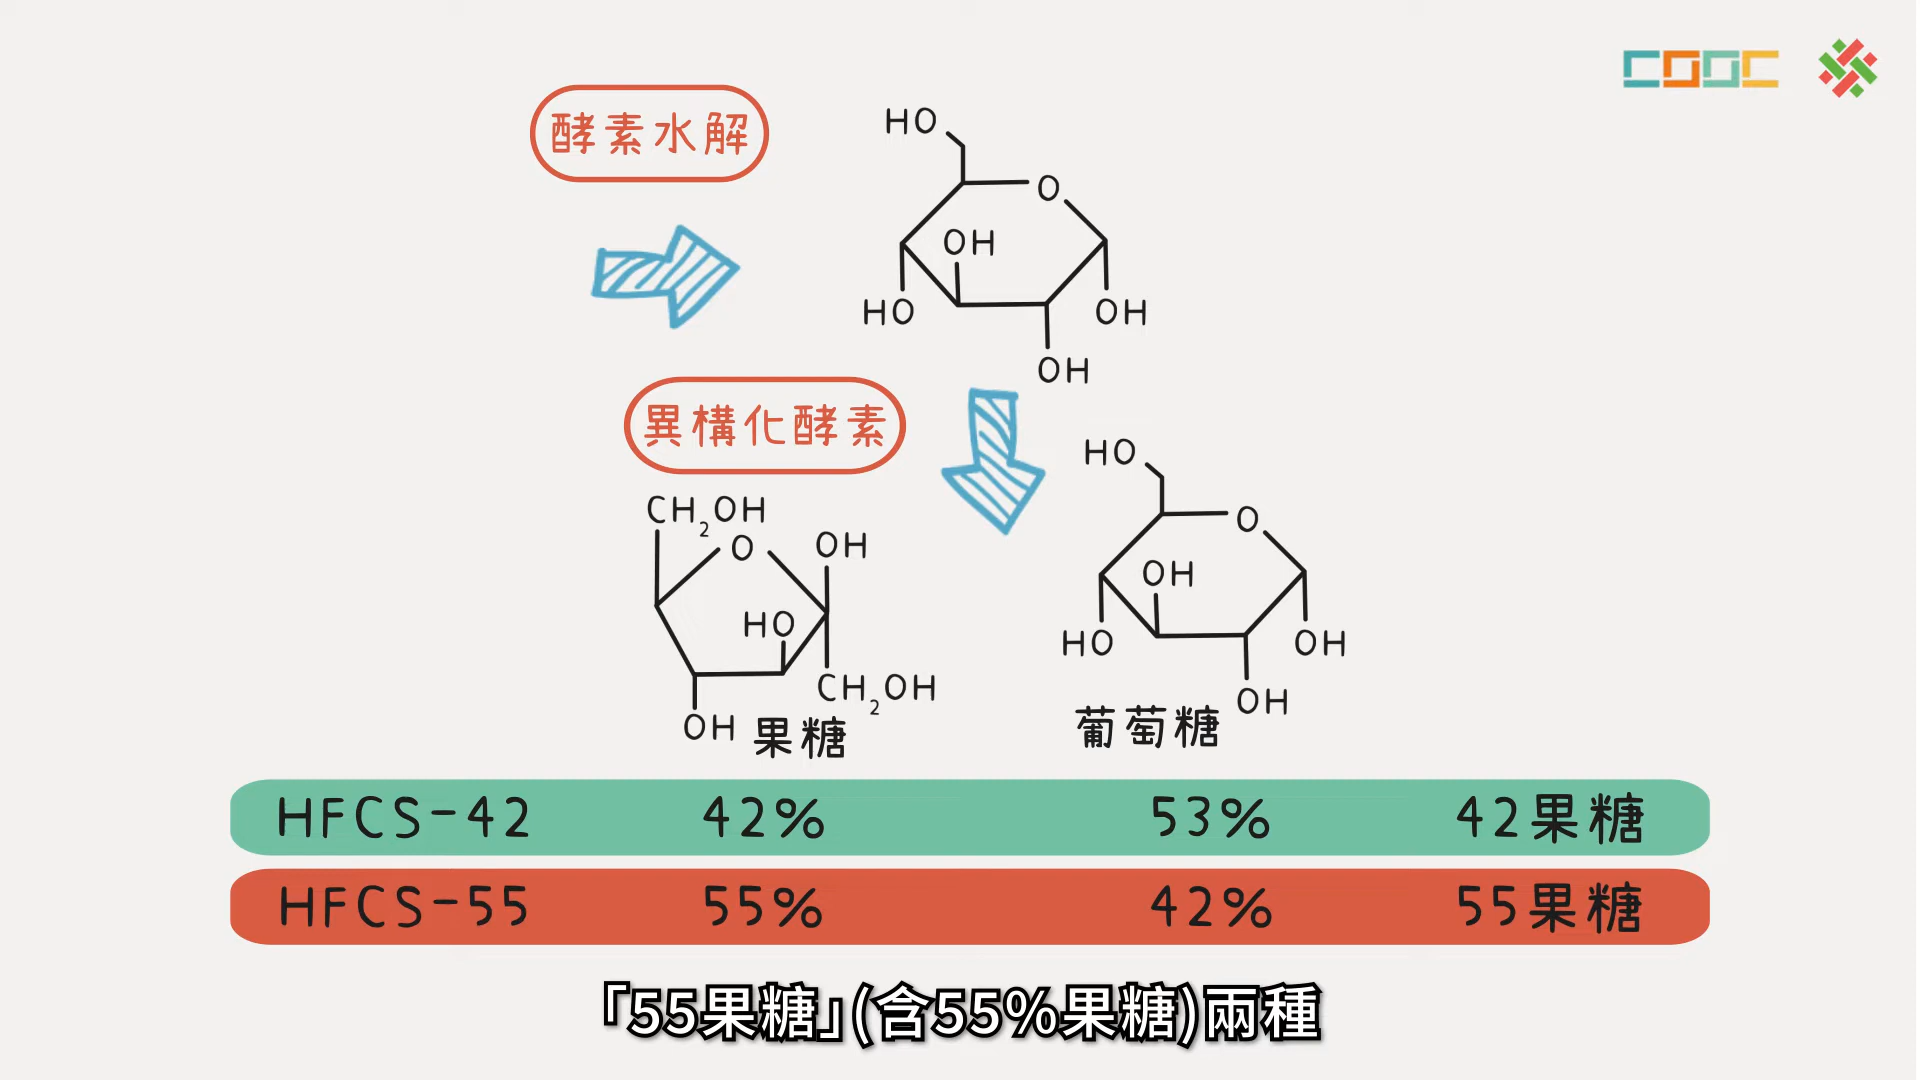 COOC
酵素水解
HO
O
OH
HO
OH
OH
異構化酵素
HO
CH₂OH
O
OH
O
OH
HO
HO
OH
CH₂OH
OH
OH
果糖
葡萄糖
HFCS-42 42% 53% 42果糖
HFCS-55 55% 42% 55果糖
「55果糖」(含55%果糖)兩種